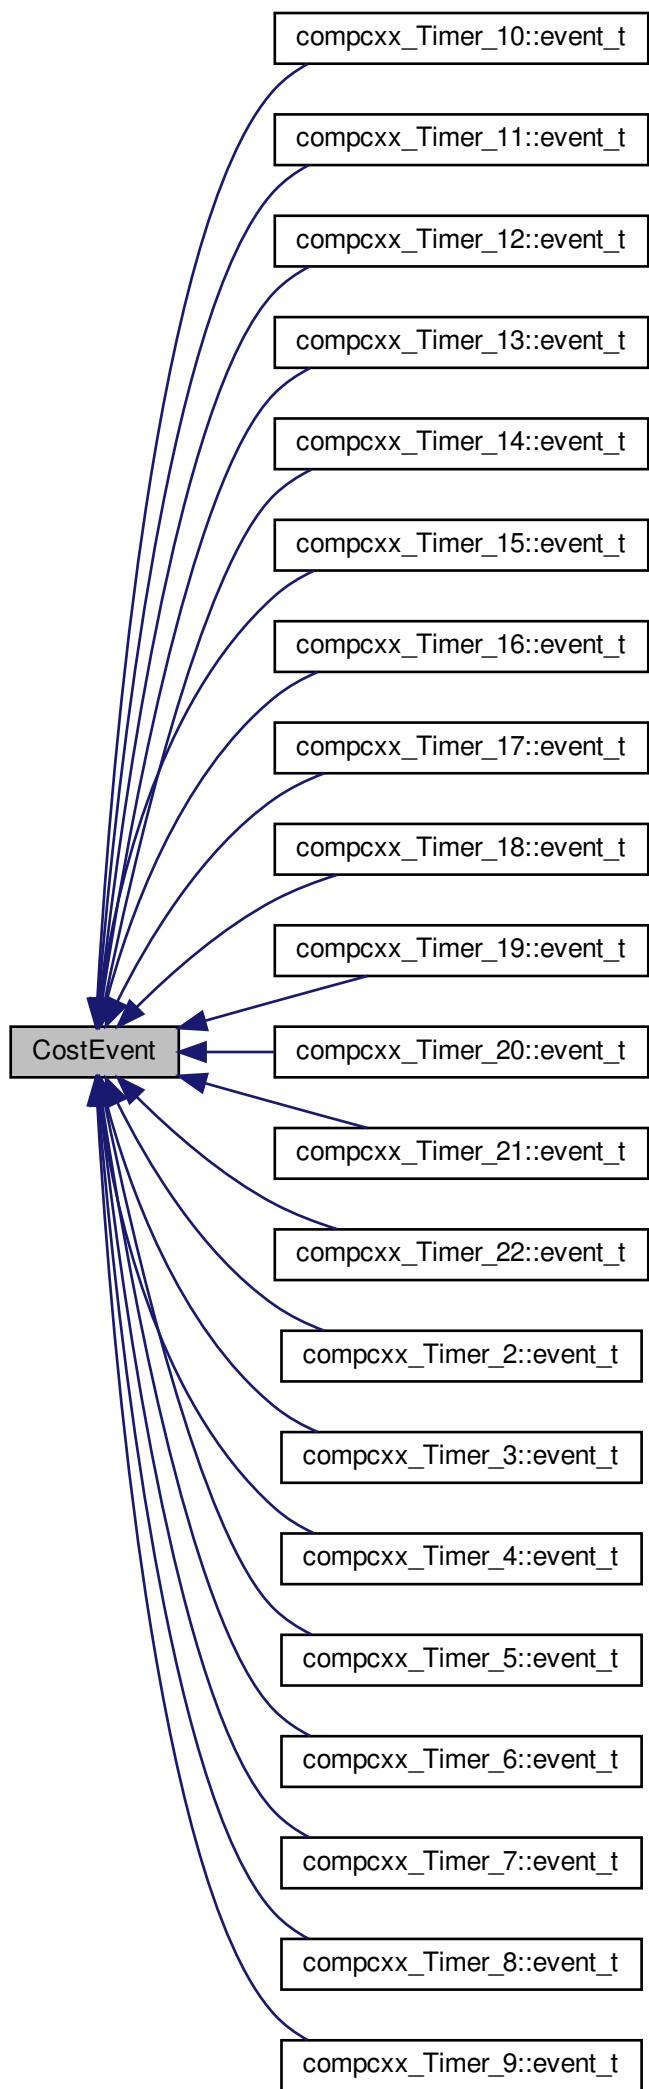 compcxx_Timer_10::event_t
compcxx_Timer_11::event_t
compcxx_Timer_12::event_t
compcxx_Timer_13::event_t
compcxx_Timer_14::event_t
compcxx_Timer_15::event_t
compcxx_Timer_16::event_t
compcxx_Timer_17::event_t
compcxx_Timer_18::event_t
compcxx_Timer_19::event_t
CostEvent
compcxx_Timer_20::event_t
compcxx_Timer_21::event_t
compcxx_Timer_22::event_t
compcxx_Timer_2::event_t
compcxx_Timer_3::event_t
compcxx_Timer_4::event_t
compcxx_Timer_5::event_t
compcxx_Timer_6::event_t
compcxx_Timer_7::event_t
compcxx_Timer_8::event_t
compcxx_Timer_9::event_t